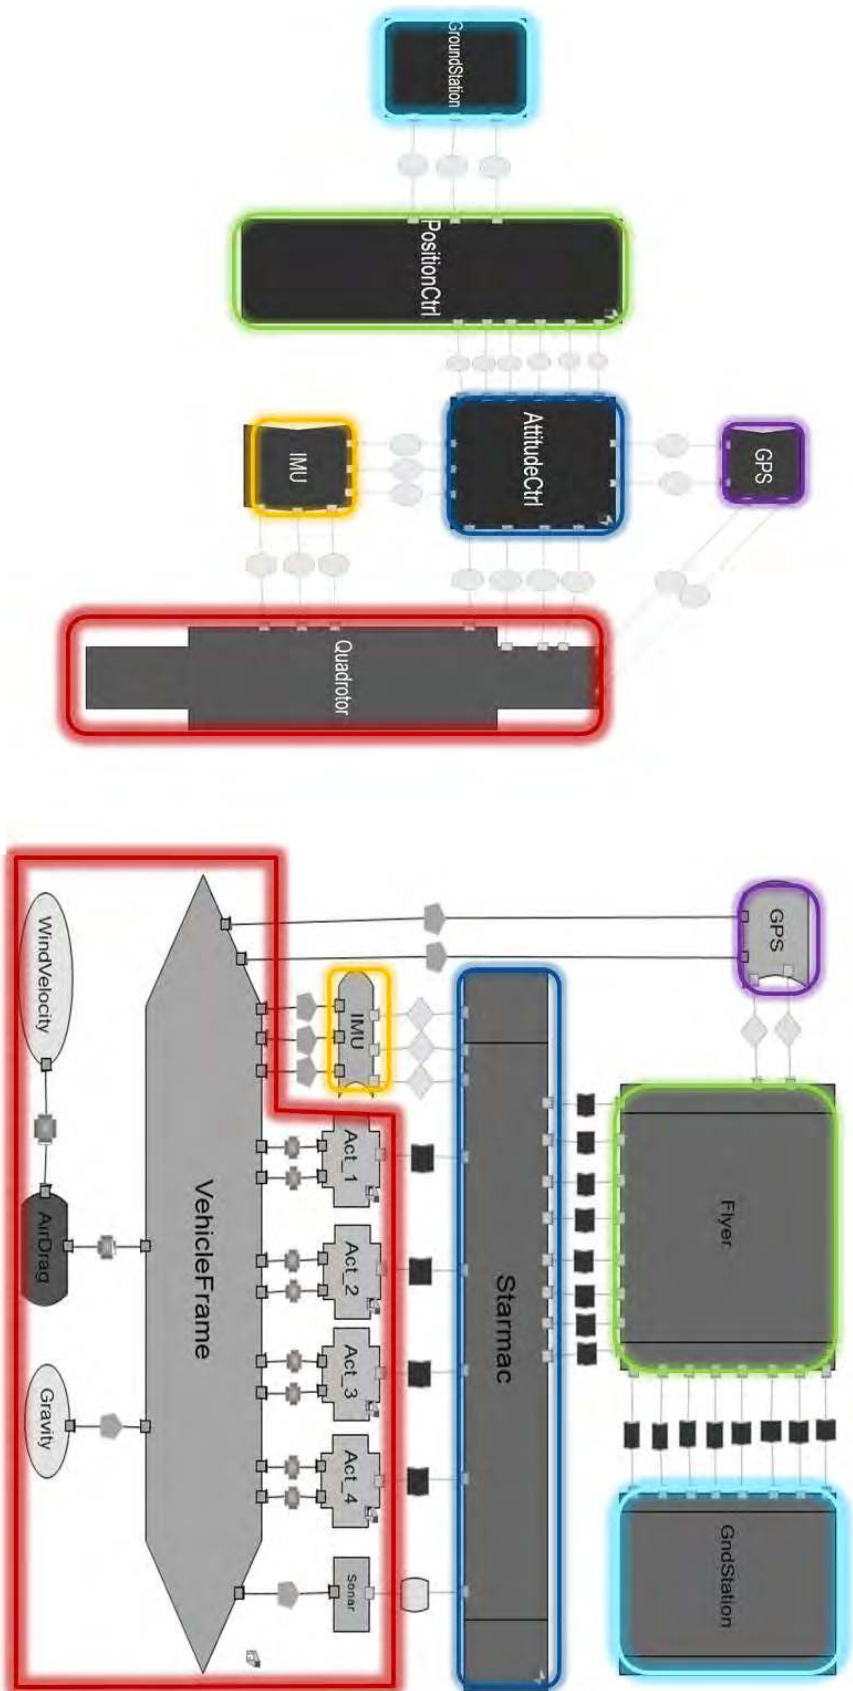 GroundStation
PositionCtrl
IMU
AttitudeCtrl
GPS
Quadrotor
GPS
WindVelocity
IMU
Act_1
Flyer
AirDrag
VehicleFrame
Act_2
Starmac
Act_3
Gravity
Act_4
GndStation
Sonar